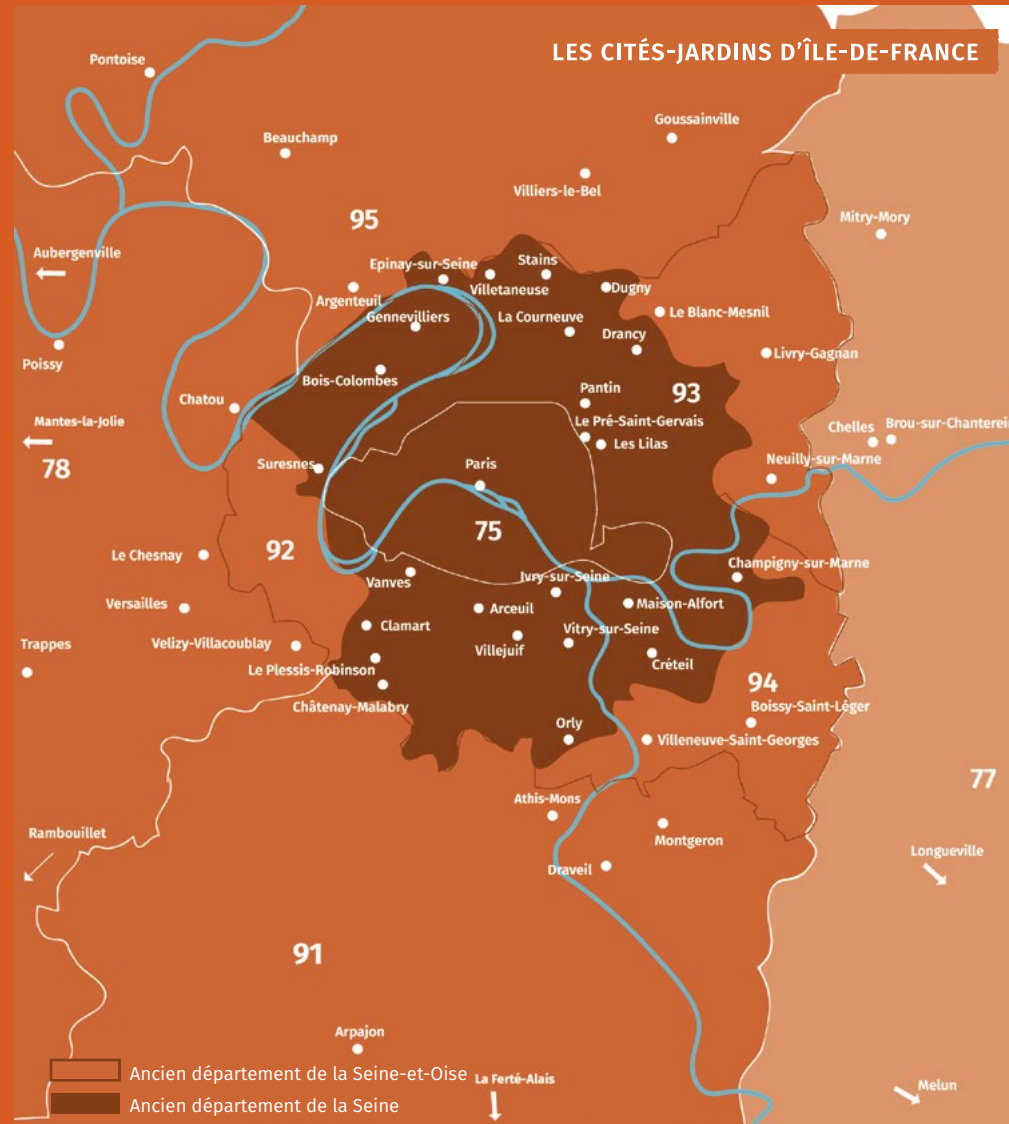 LES CITÉS-JARDINS D'ÎLE-DE-FRANCE
Pontoise
Goussainville
Beauchamp
Villiers-le-Bel
Mitry-Mory
95
Aubergenville
Epinay-sur-Seine
Stains
Villetaneuse
Dugny
Argenteuil
Gennevilliers
La Courneuve
Le Blanc-Mesnil
Drancy
Livry-Gagnan
Poissy
Bois-Colombes
Pantin
93
Chatou
Mantes-la-Jolie
Le Pré-Saint-Gervais
Chelles
Brou-sur-Chanterein
Les Lilas
Neuilly-sur-Marne
78
Suresnes
Paris
75
92
Le Chesnay
Champigny-sur-Marne
Vanves
Ivry-sur-Seine
Versailles
Arceuil
Maison-Alfort
Clamart
Vitry-sur-Seine
Trappes
Velizy-Villacoublay
Villejuif
Le Plessis-Robinson
Créteil
94
Châtenay-Malabry
Boissy-Saint-Léger
Orly
Villeneuve-Saint-Georges
77
Athis-Mons
Rambouillet
Montgeron
Longueville
Draveil
91
Arpajon
Ancien département de la Seine-et-Oise
La Ferté-Alais
Melun
Ancien département de la Seine